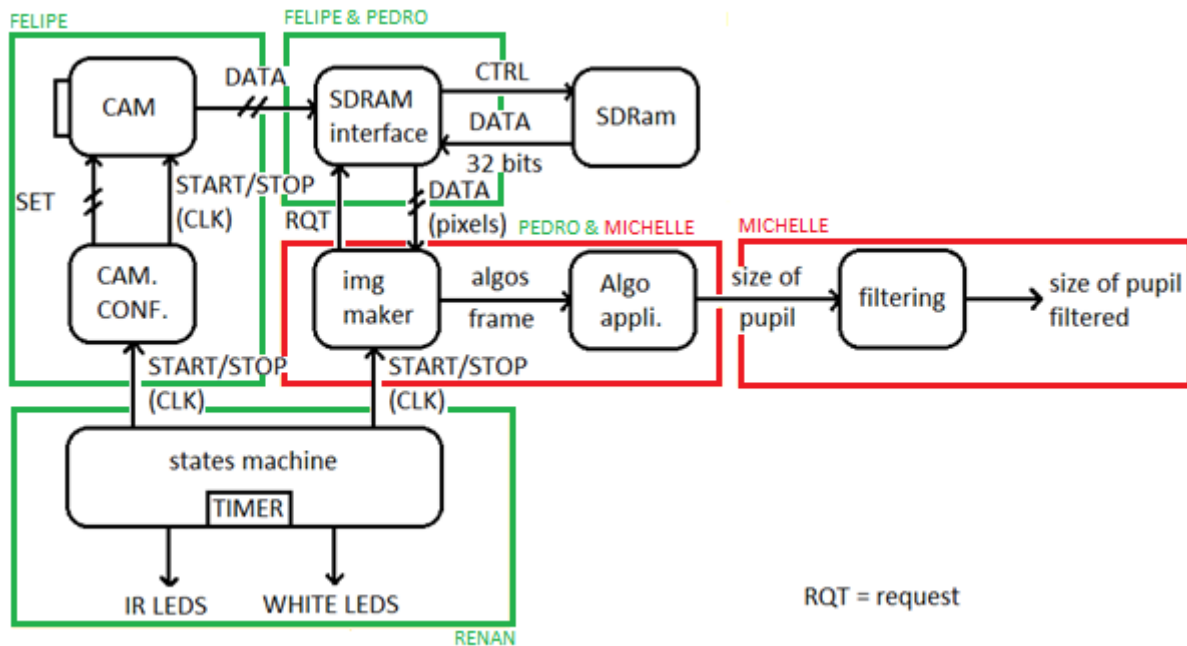 FELIPE
FELIPE & PEDRO
CAM
DATA
SDRAM
interface
CTRL
DATA
32 bits
SDRam
SET
START/STOP
(CLK)
RQT
DATA
(pixels)
PEDRO & MICHELLE
MICHELLE
CAM.
CONF.
img
maker
algos
frame
Algo
appli.
size of
pupil
filtering
size of pupil
filtered
START/STOP
(CLK)
START/STOP
(CLK)
states machine
TIMER
IR LEDS
WHITE LEDS
RENAN
RQT = request